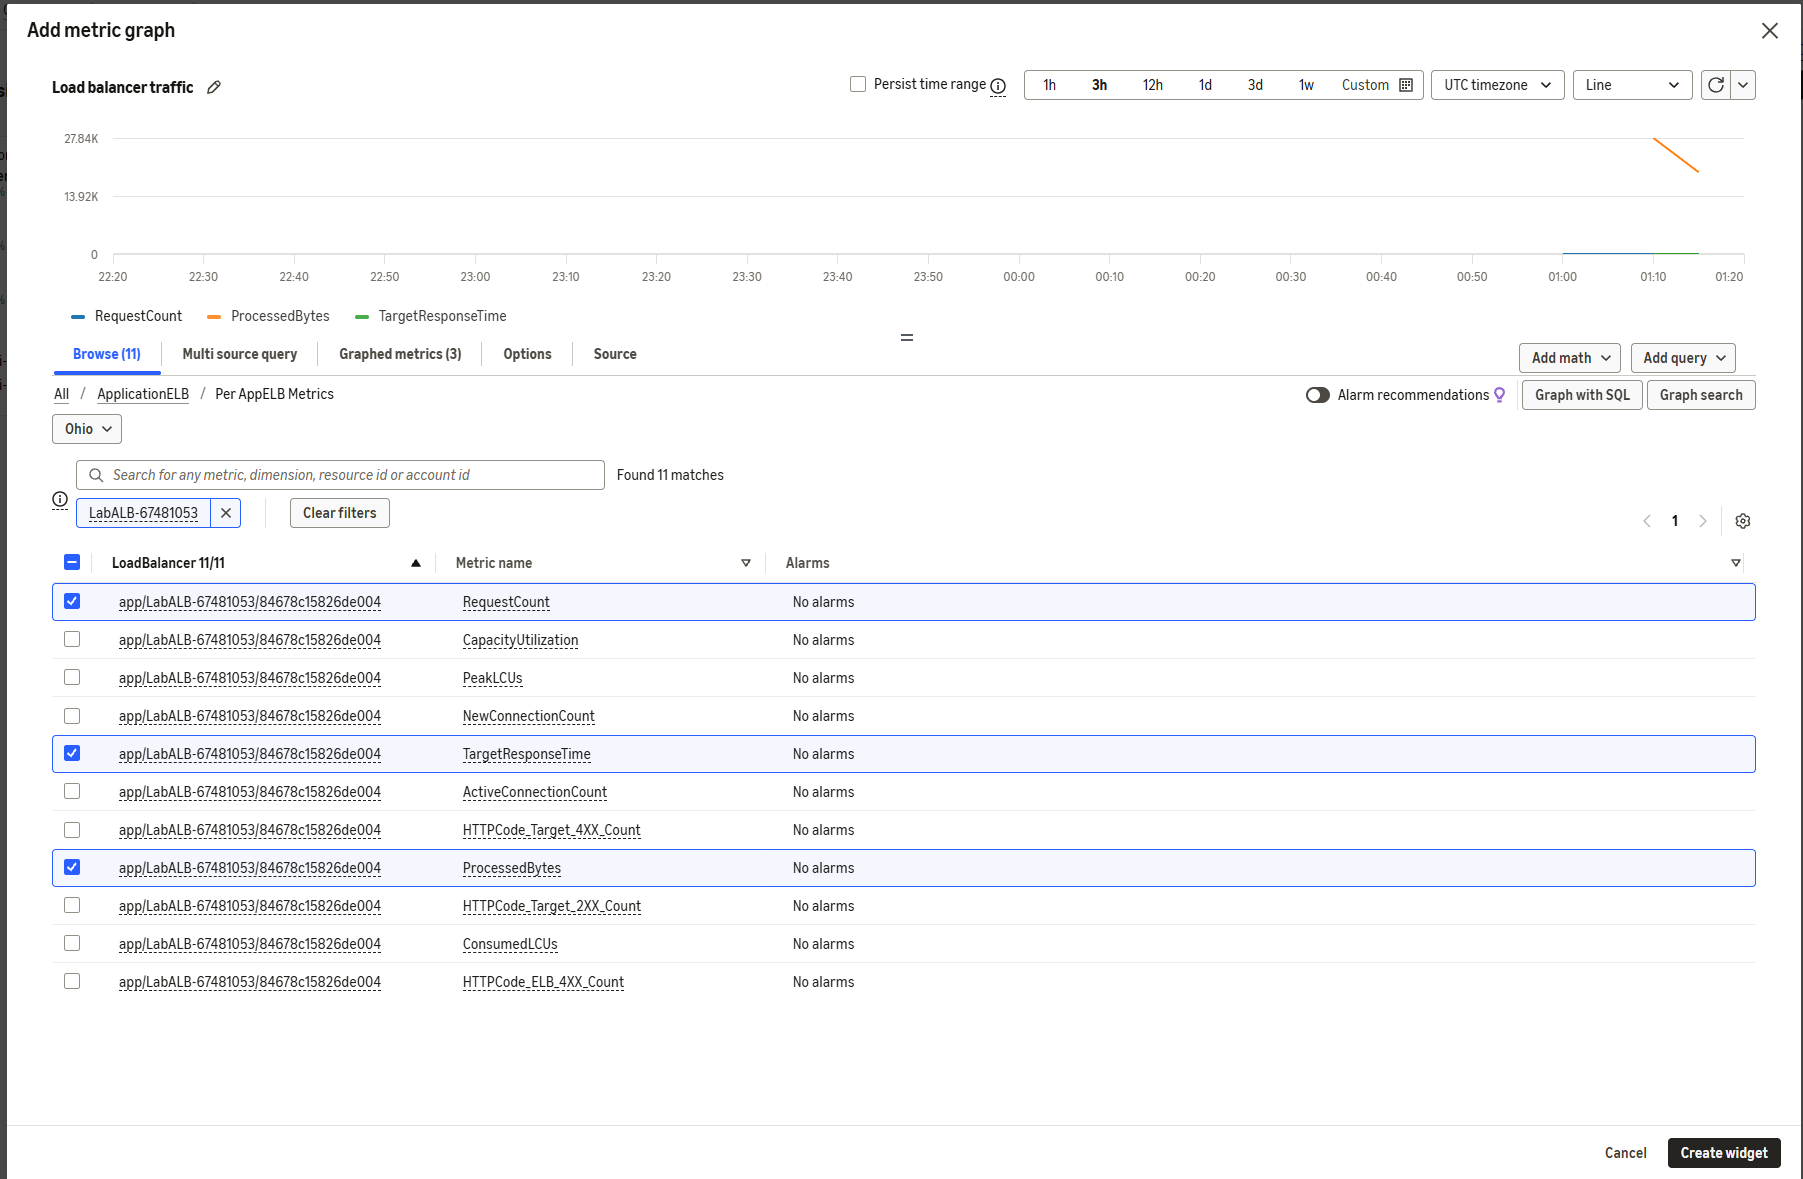 Add metric graph
Load balancer traffic
Persist time range
1h 3h 12h 1d 3d 1w Custom
UTC timezone
Line
27.84K
13.92K
0
22:20 22:30 22:40 22:50 23:00 23:10 23:20 23:30 23:40 23:50 00:00 00:10 00:20 00:30 00:40 00:50 01:00 01:10 01:20
RequestCount ProcessedBytes TargetResponseTime
Browse (11) Multi source query Graphed metrics (3) Options Source
Add math Add query
All / ApplicationELB / Per AppELB Metrics
Alarm recommendations Graph with SQL Graph search
Ohio
Search for any metric, dimension, resource id or account id Found 11 matches
LabALB-67481053 Clear filters
1
LoadBalancer 11/11 Metric name Alarms
app/LabALB-67481053/84678c15826de004 RequestCount No alarms
app/LabALB-67481053/84678c15826de004 CapacityUtilization No alarms
app/LabALB-67481053/84678c15826de004 PeakLCUs No alarms
app/LabALB-67481053/84678c15826de004 NewConnectionCount No alarms
app/LabALB-67481053/84678c15826de004 TargetResponseTime No alarms
app/LabALB-67481053/84678c15826de004 ActiveConnectionCount No alarms
app/LabALB-67481053/84678c15826de004 HTTPCode_Target_4XX_Count No alarms
app/LabALB-67481053/84678c15826de004 ProcessedBytes No alarms
app/LabALB-67481053/84678c15826de004 HTTPCode_Target_2XX_Count No alarms
app/LabALB-67481053/84678c15826de004 ConsumedLCUs No alarms
app/LabALB-67481053/84678c15826de004 HTTPCode_ELB_4XX_Count No alarms
Cancel Create widget